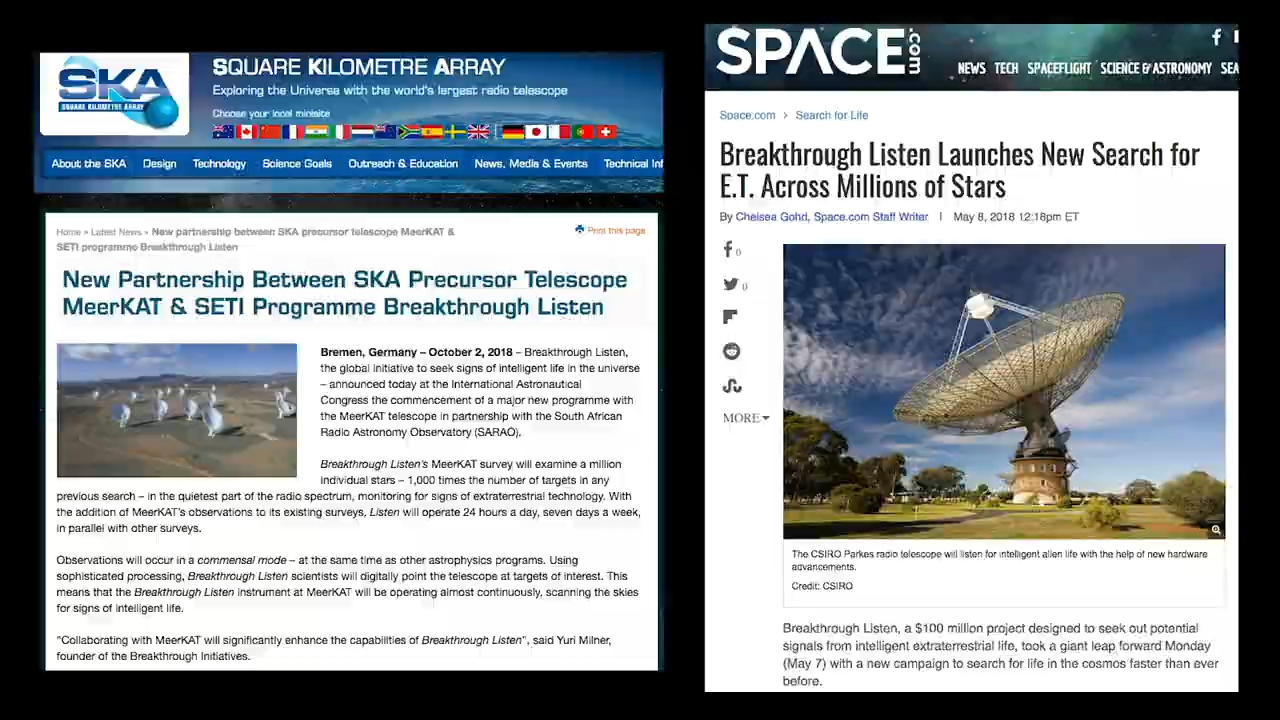 SKA
SQUARE KILOMETRE ARRAY
SQUARE KILOMETRE ARRAY
Exploring the Universe with the world's largest radio telescope
Choose your local minisite
About the SKA Design Technology Science Goals Outreach & Education News, Media & Events Technical Inf
Home » Latest News » New partnership between SKA precursor telescope MeerKAT &
SETI programme Breakthrough Listen
Print this page
New Partnership Between SKA Precursor Telescope
MeerKAT & SETI Programme Breakthrough Listen
Bremen, Germany – October 2, 2018 – Breakthrough Listen,
the global initiative to seek signs of intelligent life in the universe
– announced today at the International Astronautical
Congress the commencement of a major new programme with
the MeerKAT telescope in partnership with the South African
Radio Astronomy Observatory (SARAO).
Breakthrough Listen's MeerKAT survey will examine a million
individual stars – 1,000 times the number of targets in any
previous search – in the quietest part of the radio spectrum, monitoring for signs of extraterrestrial technology. With
the addition of MeerKAT's observations to its existing surveys, Listen will operate 24 hours a day, seven days a week,
in parallel with other surveys.
Observations will occur in a commensal mode – at the same time as other astrophysics programs. Using
sophisticated processing, Breakthrough Listen scientists will digitally point the telescope at targets of interest. This
means that the Breakthrough Listen instrument at MeerKAT will be operating almost continuously, scanning the skies
for signs of intelligent life.
"Collaborating with MeerKAT will significantly enhance the capabilities of Breakthrough Listen", said Yuri Milner,
founder of the Breakthrough Initiatives.
SPACE.com
NEWS TECH SPACEFLIGHT SCIENCE & ASTRONOMY SEA
Space.com > Search for Life
Breakthrough Listen Launches New Search for
E.T. Across Millions of Stars
By Chelsea Gohd, Space.com Staff Writer | May 8, 2018 12:18pm ET
0
0
MORE
The CSIRO Parkes radio telescope will listen for intelligent alien life with the help of new hardware
advancements.
Credit: CSIRO
Breakthrough Listen, a $100 million project designed to seek out potential
signals from intelligent extraterrestrial life, took a giant leap forward Monday
(May 7) with a new campaign to search for life in the cosmos faster than ever
before.